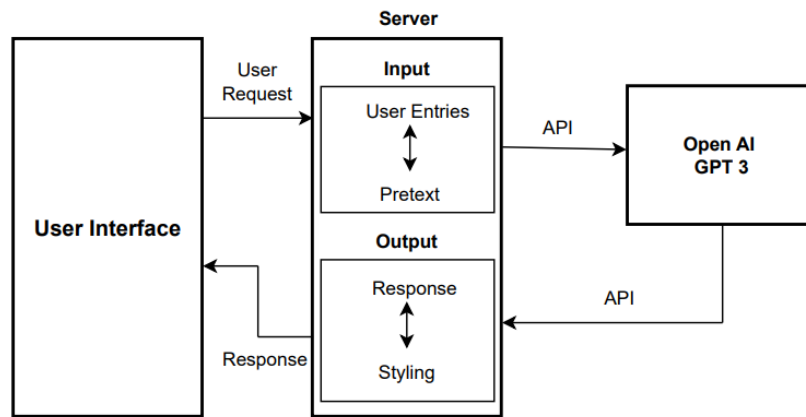 Server
User
Request
Input
User Entries
Pretext
API
Open AI
GPT 3
User Interface
Output
Response
Styling
API
Response